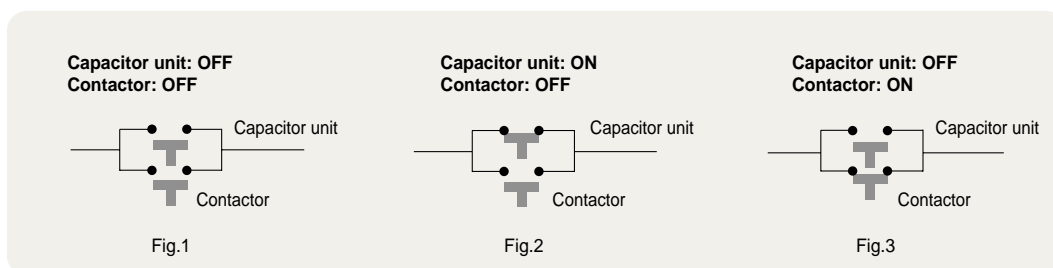 Capacitor unit: OFF
Contactor: OFF
Capacitor unit
Contactor
Fig.1
Capacitor unit: ON
Contactor: OFF
Capacitor unit
Contactor
Fig.2
Capacitor unit: OFF
Contactor: ON
Capacitor unit
Contactor
Fig.3